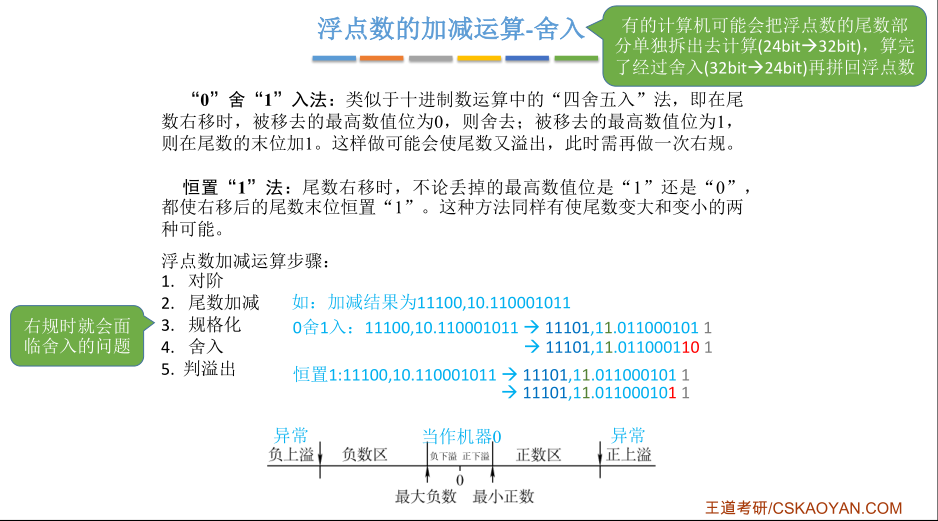 浮点数的加减运算-舍入
有的计算机可能会把浮点数的尾数部
分单独拆出去计算(24bit→32bit)，算完
了经过舍入(32bit→24bit)再拼回浮点数
“0”舍“1”入法：类似于十进制数运算中的“四舍五入”法，即在尾
数右移时，被移去的最高数值位为0，则舍去；被移去的最高数值位为1，
则在尾数的末位加1。这样做可能会使尾数又溢出，此时需再做一次右规。
恒置“1”法：尾数右移时，不论丢掉的最高数值位是“1”还是“0”，
都使右移后的尾数末位恒置“1”。这种方法同样有使尾数变大和变小的两
种可能。
浮点数加减运算步骤：
1. 对阶
2. 尾数加减
3. 规格化
4. 舍入
5. 判溢出
右规时就会面
临舍入的问题
如：加减结果为11100,10.110001011
0舍1入：11100,10.110001011 → 11101,11.011000101 1
→ 11101,11.011000110 1
恒置1:11100,10.110001011 → 11101,11.011000101 1
→ 11101,11.011000101 1
异常 当作机器0 异常
负上溢 负数区 负下溢 正下溢 正数区 正上溢
0
最大负数 最小正数
王道考研/CSKAOYAN.COM